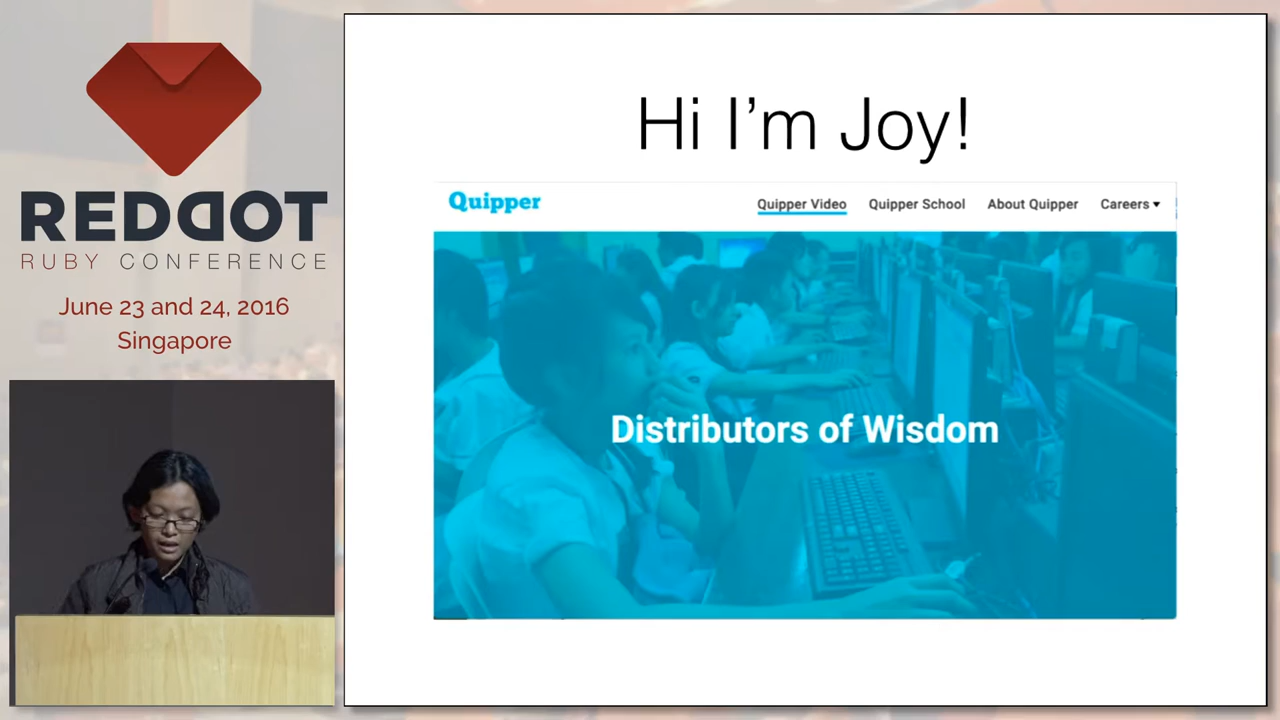 REDDOT
RUBY CONFERENCE
June 23 and 24, 2016
Singapore
Hi I'm Joy!
Quipper
Quipper Video
Quipper School
About Quipper
Careers
Distributors of Wisdom